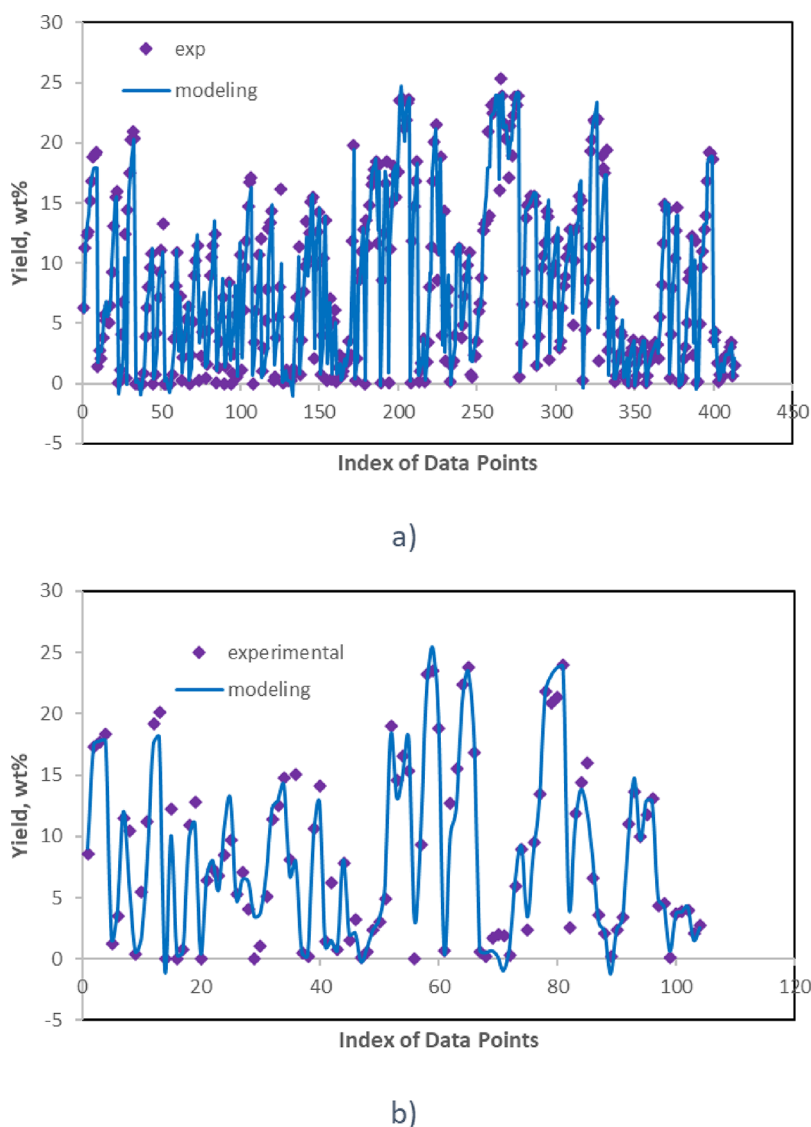 30
25
20
15
10
5
0
-5
Yield, wt%
exp
modeling
0 50 100 150 200 250 300 350 400 450
Index of Data Points
a)
30
25
20
15
10
5
0
-5
Yield, wt%
experimental
modeling
0 20 40 60 80 100 120
Index of Data Points
b)